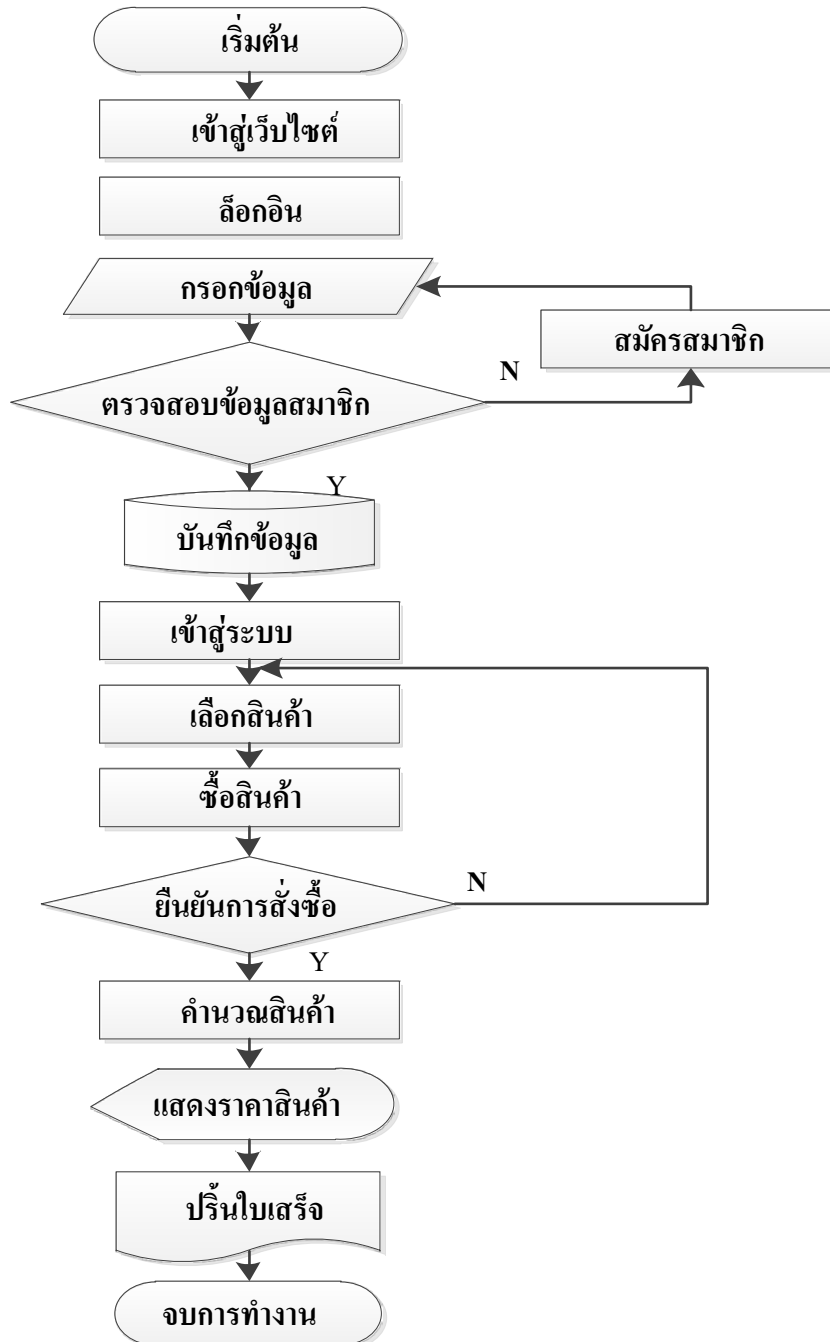 เริ่มต้น
เข้าสู่เว็บไซต์
ล็อกอิน
กรอกข้อมูล
สมัครสมาชิก
N
ตรวจสอบข้อมูลสมาชิก
Y
บันทึกข้อมูล
เข้าสู่ระบบ
เลือกสินค้า
ซื้อสินค้า
N
ยืนยันการสั่งซื้อ
Y
คำนวณสินค้า
แสดงราคาสินค้า
ปริ้นใบเสร็จ
จบการทำงาน